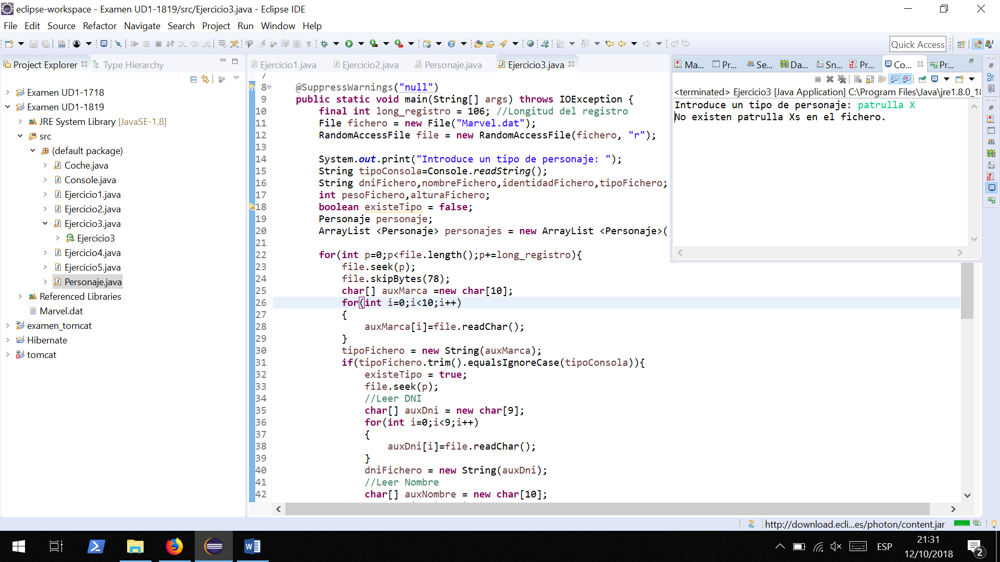 eclipse-workspace - Examen UD1-1819/src/Ejercicio3.java - Eclipse IDE
File Edit Source Refactor Navigate Search Project Run Window Help
Quick Access
Project Explorer Type Hierarchy
Examen UD1-1718
Examen UD1-1819
JRE System Library [JavaSE-1.8]
src
(default package)
Coche.java
Console.java
Ejercicio1.java
Ejercicio2.java
Ejercicio3.java
Ejercicio3
Ejercicio4.java
Ejercicio5.java
Personaje.java
Referenced Libraries
Marvel.dat
examen_tomcat
Hibernate
tomcat
Ejercicio1.java Ejercicio2.java Personaje.java Ejercicio3.java
7
8 @SuppressWarnings("null")
9 public static void main(String[] args) throws IOException {
10 final int long_registro = 106; //Longitud del registro
11 File fichero = new File("Marvel.dat");
12 RandomAccessFile file = new RandomAccessFile(fichero, "r");
13
14 System.out.print("Introduce un tipo de personaje: ");
15 String tipoConsola=Console.readString();
16 String dniFichero,nombreFichero,identidadFichero,tipoFichero;
17 int pesoFichero,alturaFichero;
18 boolean existeTipo = false;
19 Personaje personaje;
20 ArrayList <Personaje> personajes = new ArrayList <Personaje>(
21
22 for(int p=0;p<file.length();p+=long_registro){
23 file.seek(p);
24 file.skipBytes(78);
25 char[] auxMarca =new char[10];
26 for(int i=0;i<10;i++)
27 {
28 auxMarca[i]=file.readChar();
29 }
30 tipoFichero = new String(auxMarca);
31 if(tipoFichero.trim().equalsIgnoreCase(tipoConsola)){
32 existeTipo = true;
33 file.seek(p);
34 //Leer DNI
35 char[] auxDni = new char[9];
36 for(int i=0;i<9;i++)
37 {
38 auxDni[i]=file.readChar();
39 }
40 dniFichero = new String(auxDni);
41 //Leer Nombre
42 char[] auxNombre = new char[10];
Ma... Pr... Se... Da... Sn... Pr... Co... Pr...
<terminated> Ejercicio3 [Java Application] C:\Program Files\Java\jre1.8.0_18
Introduce un tipo de personaje: patrulla X
No existen patrulla Xs en el fichero.
http://download.ecli...es/photon/content.jar
ESP
21:31
12/10/2018
2